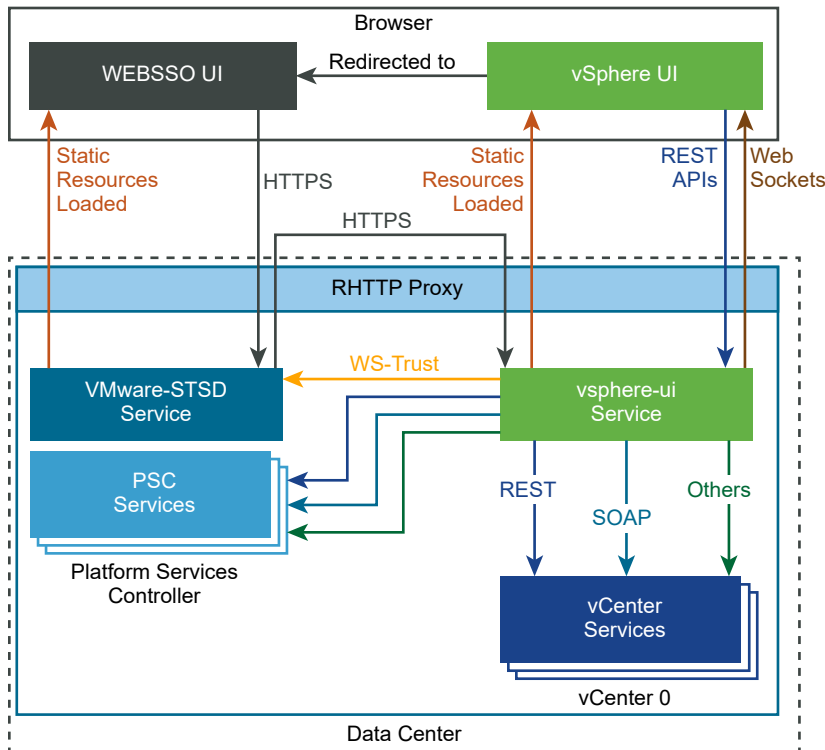 Browser
WEBSSO UI
Redirected to
vSphere UI
Static
Resources
Loaded
HTTPS
Static
Resources
Loaded
REST
APIs
Web
Sockets
HTTPS
RHTTP Proxy
VMware-STSD
Service
WS-Trust
vsphere-ui
Service
PSC
Services
Platform Services
Controller
REST
SOAP
Others
vCenter
Services
vCenter 0
Data Center